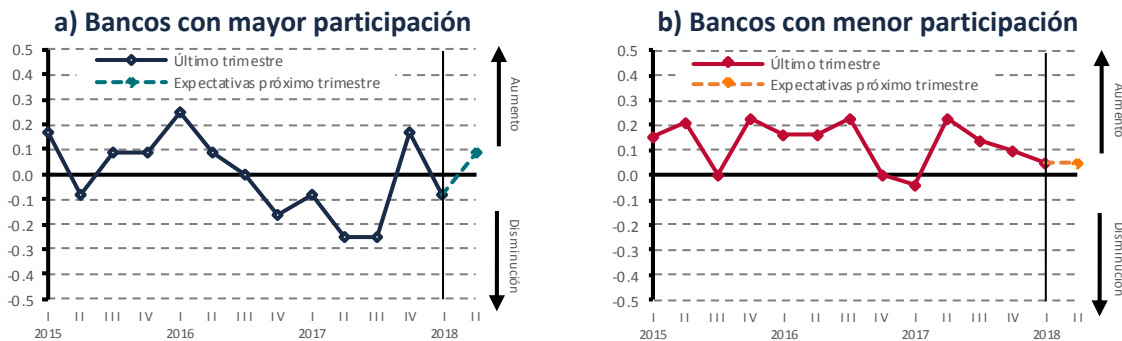 a) Bancos con mayor participación
0.5
0.4
0.3
0.2
0.1
0.0
-0.1
-0.2
-0.3
-0.4
-0.5
Último trimestre
Expectativas próximo trimestre
I II III IV I II III IV I II III IV I II
2015 2016 2017 2018
Aumento
Disminución
b) Bancos con menor participación
0.5
0.4
0.3
0.2
0.1
0.0
-0.1
-0.2
-0.3
-0.4
-0.5
Último trimestre
Expectativas próximo trimestre
I II III IV I II III IV I II III IV I II
2015 2016 2017 2018
Aumento
Disminucion